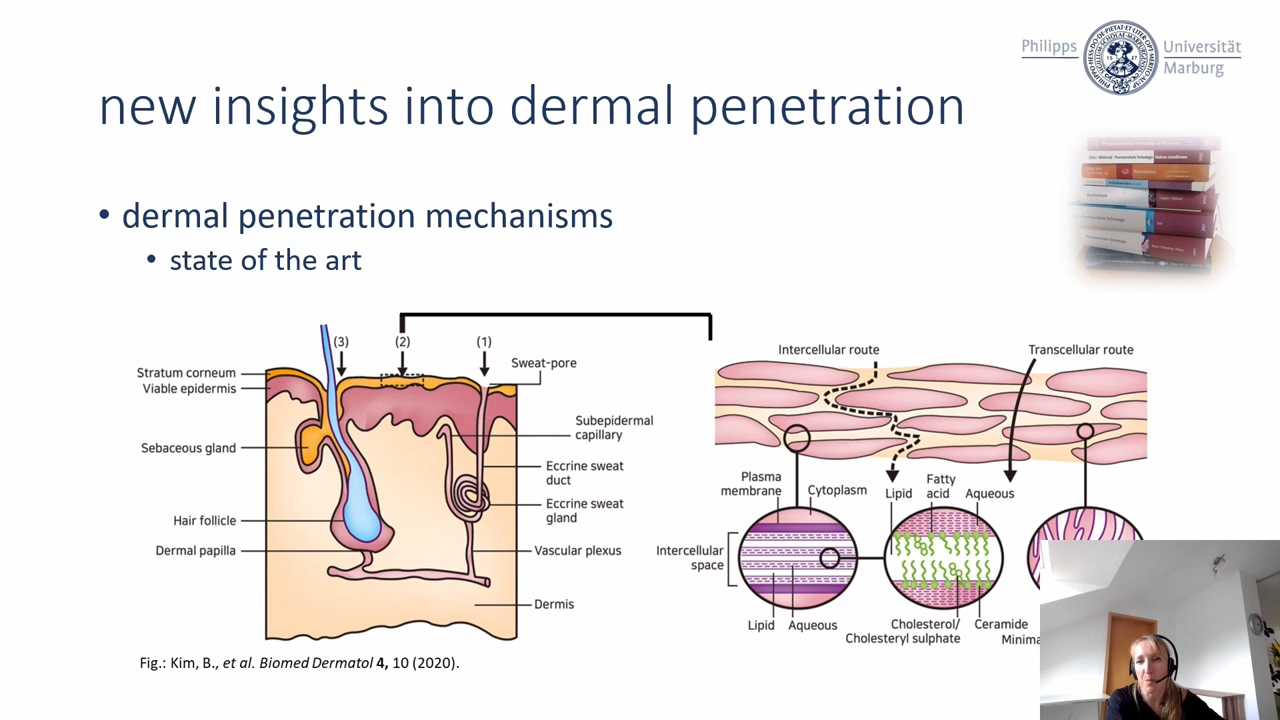 Philipps Universität
Marburg
new insights into dermal penetration
• dermal penetration mechanisms
• state of the art
(3)
(2)
(1)
Sweat-pore
Stratum corneum
Viable epidermis
Sebaceous gland
Hair follicle
Dermal papilla
Subepidermal
capillary
Eccrine sweat
duct
Eccrine sweat
gland
Vascular plexus
Dermis
Intercellular route
Transcellular route
Plasma
membrane
Cytoplasm
Lipid
Fatty
acid
Aqueous
Intercellular
space
Lipid
Aqueous
Cholesterol/
Cholesteryl sulphate
Ceramide
Minima
Fig.: Kim, B., et al. Biomed Dermatol 4, 10 (2020).